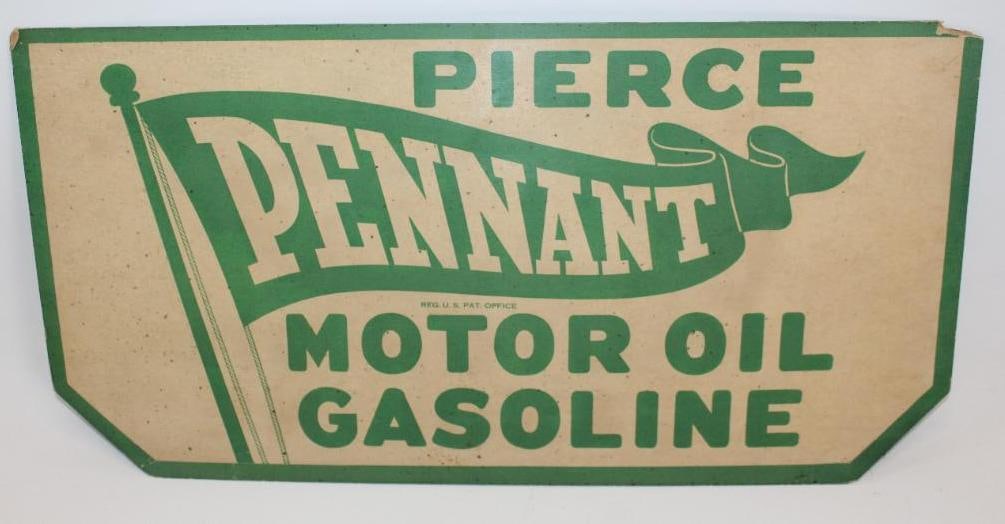 PIERCE
PENNANT
REG. U.S. PAT. OFFICE
MOTOR OIL
GASOLINE